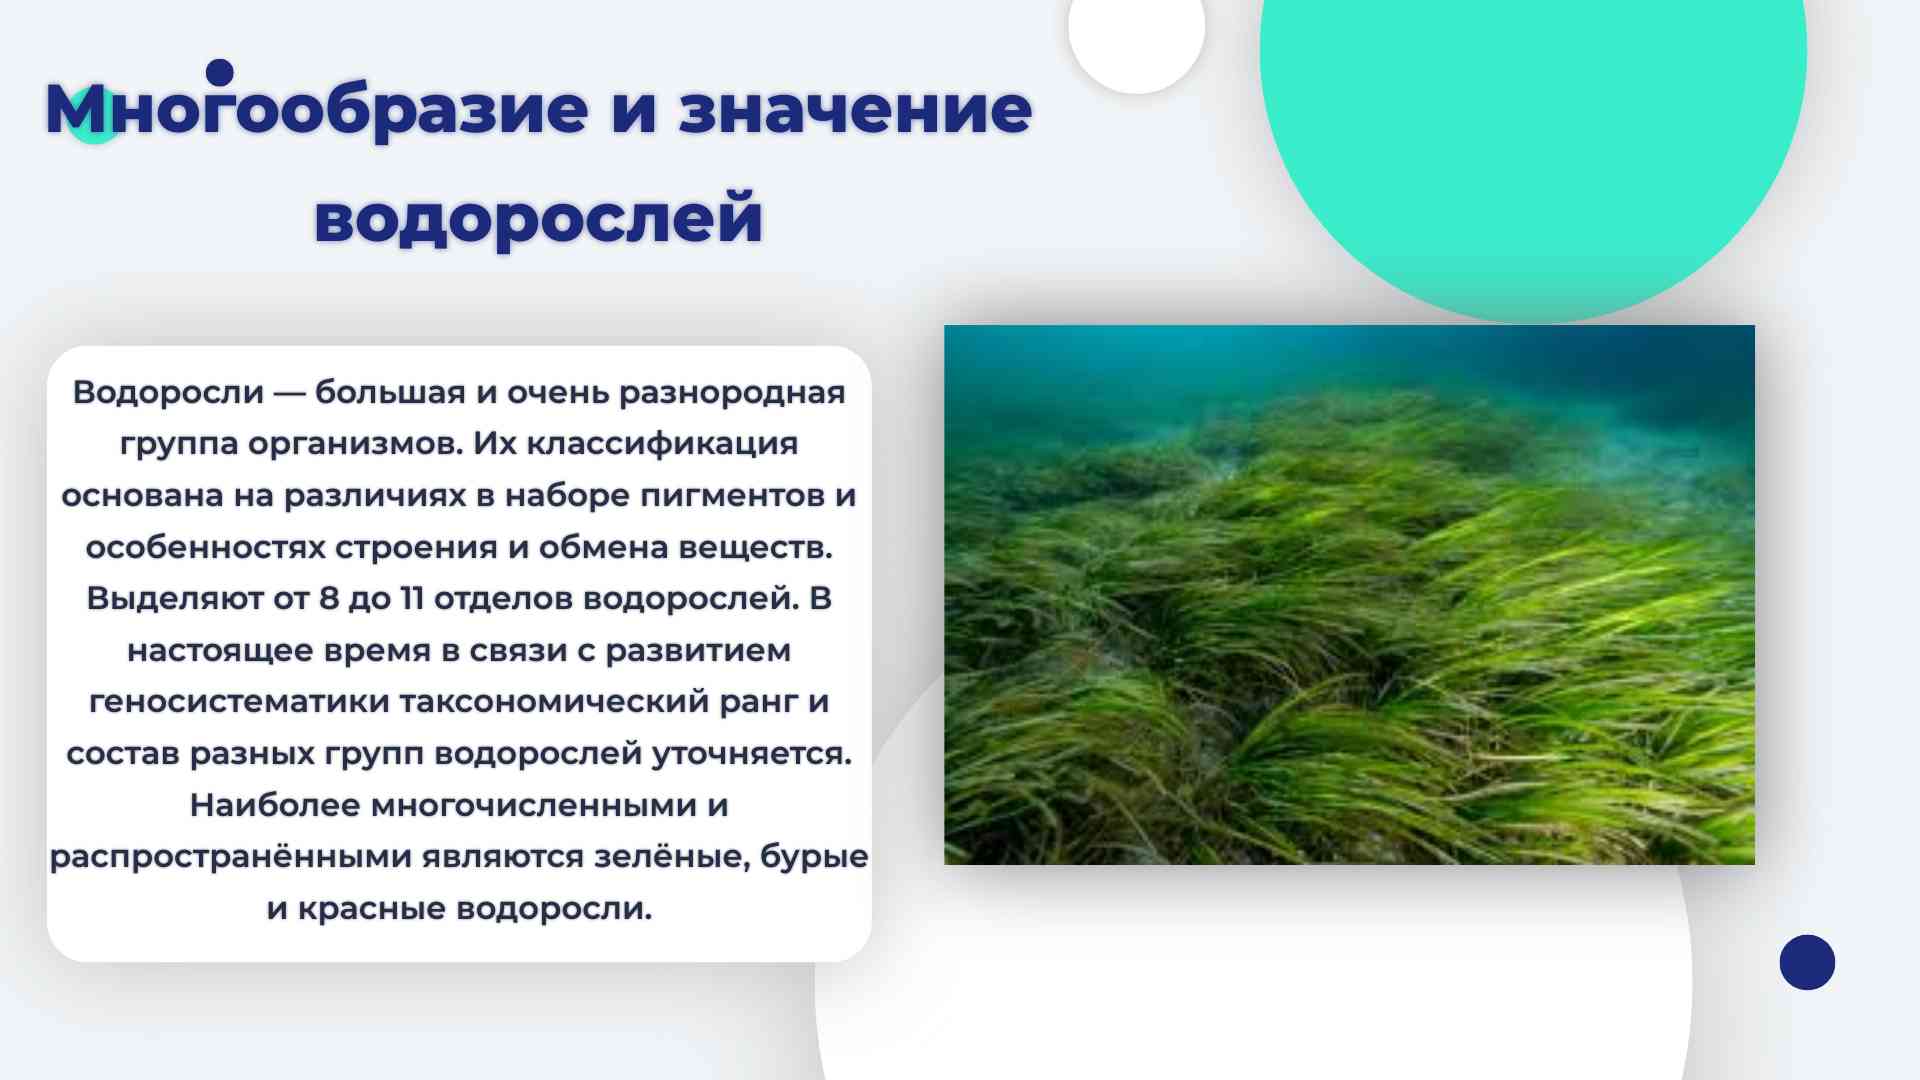 Многообразие и значение
водорослей
Водоросли — большая и очень разнородная
группа организмов. Их классификация
основана на различиях в наборе пигментов и
особенностях строения и обмена веществ.
Выделяют от 8 до 11 отделов водорослей. В
настоящее время в связи с развитием
геносистематики таксономический ранг и
состав разных групп водорослей уточняется.
Наиболее многочисленными и
распространёнными являются зелёные, бурые
и красные водоросли.